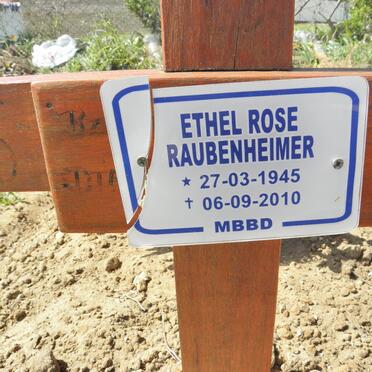 ETHEL ROSE
RAUBENHEIMER
★ 27-03-1945
✝ 06-09-2010
MBBD